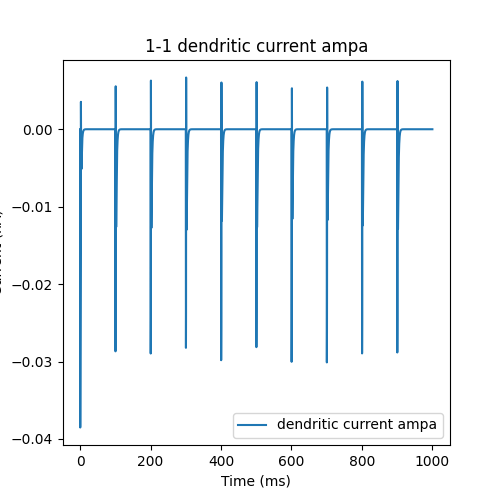 1-1 dendritic current ampa
0.00
−0.01
−0.02
−0.03
−0.04
dendritic current ampa
0 200 400 600 800 1000
Time (ms)